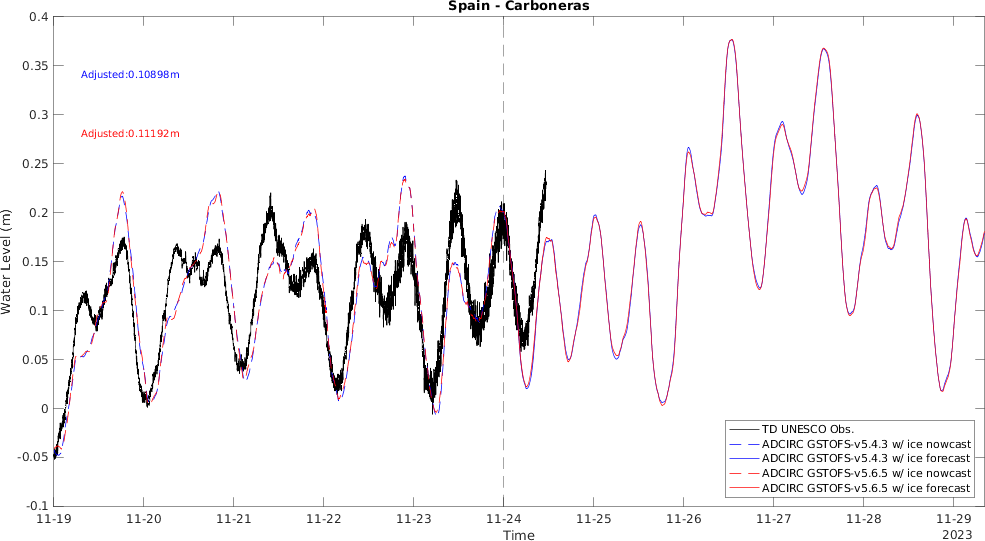 Spain - Carboneras
0.4
0.35
0.3
0.25
0.2
0.15
0.1
0.05
0
-0.05
-0.1
Water Level (m)
Adjusted:0.10898m
Adjusted:0.11192m
TD UNESCO Obs.
ADCIRC GSTOFS-v5.4.3 w/ ice nowcast
ADCIRC GSTOFS-v5.4.3 w/ ice forecast
ADCIRC GSTOFS-v5.6.5 w/ ice nowcast
ADCIRC GSTOFS-v5.6.5 w/ ice forecast
11-19 11-20 11-21 11-22 11-23 11-24 11-25 11-26 11-27 11-28 11-29
Time
2023